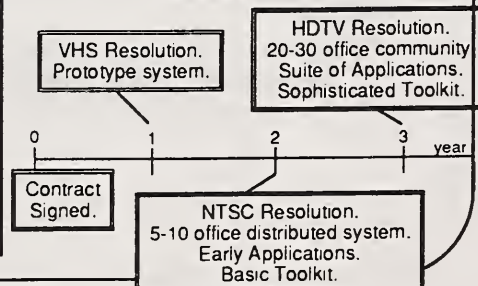 HDTV Resolution.
20-30 office community
Suite of Applications.
Sophisticated Toolkit.
VHS Resolution.
Prototype system.
0
1
2
3
year
Contract
Signed.
NTSC Resolution.
5-10 office distributed system.
Early Applications.
Basic Toolkit.